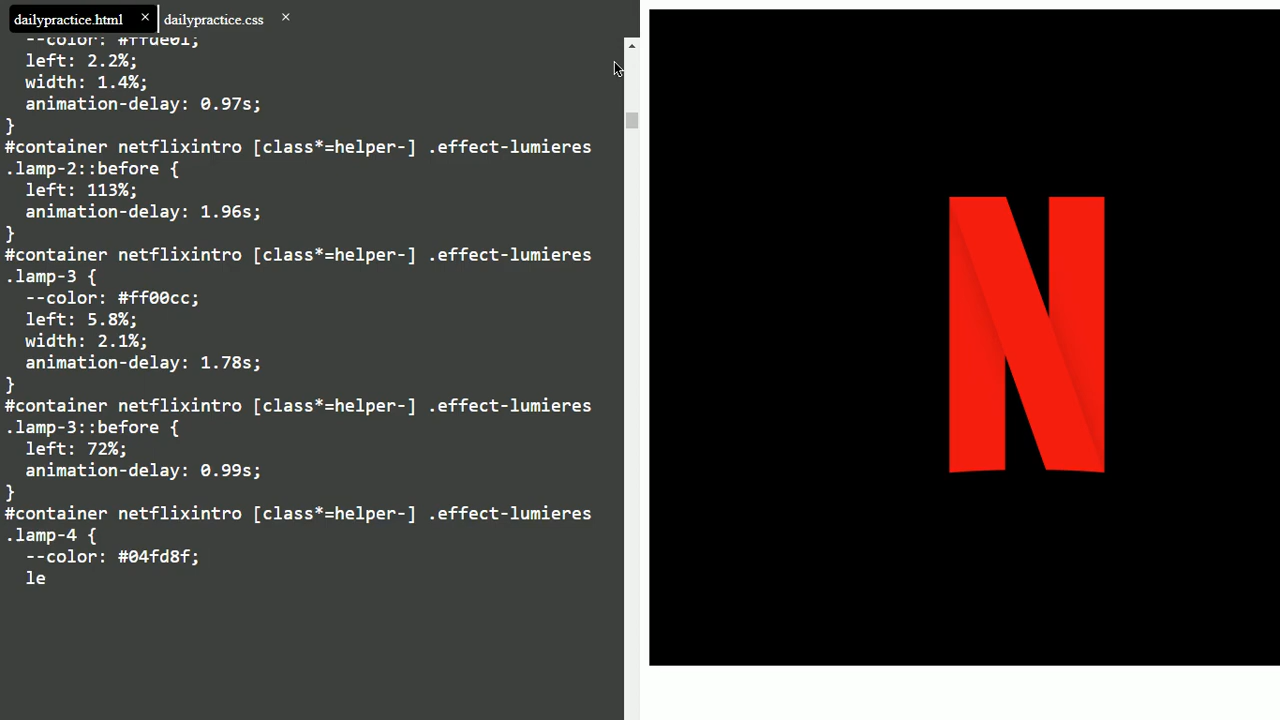 dailypractice.html × dailypractice.css ×
--color: #ffde01;
left: 2.2%;
width: 1.4%;
animation-delay: 0.97s;
}
#container netflixintro [class*=helper-] .effect-lumieres
.lamp-2::before {
left: 113%;
animation-delay: 1.96s;
}
#container netflixintro [class*=helper-] .effect-lumieres
.lamp-3 {
--color: #ff00cc;
left: 5.8%;
width: 2.1%;
animation-delay: 1.78s;
}
#container netflixintro [class*=helper-] .effect-lumieres
.lamp-3::before {
left: 72%;
animation-delay: 0.99s;
}
#container netflixintro [class*=helper-] .effect-lumieres
.lamp-4 {
--color: #04fd8f;
le
N